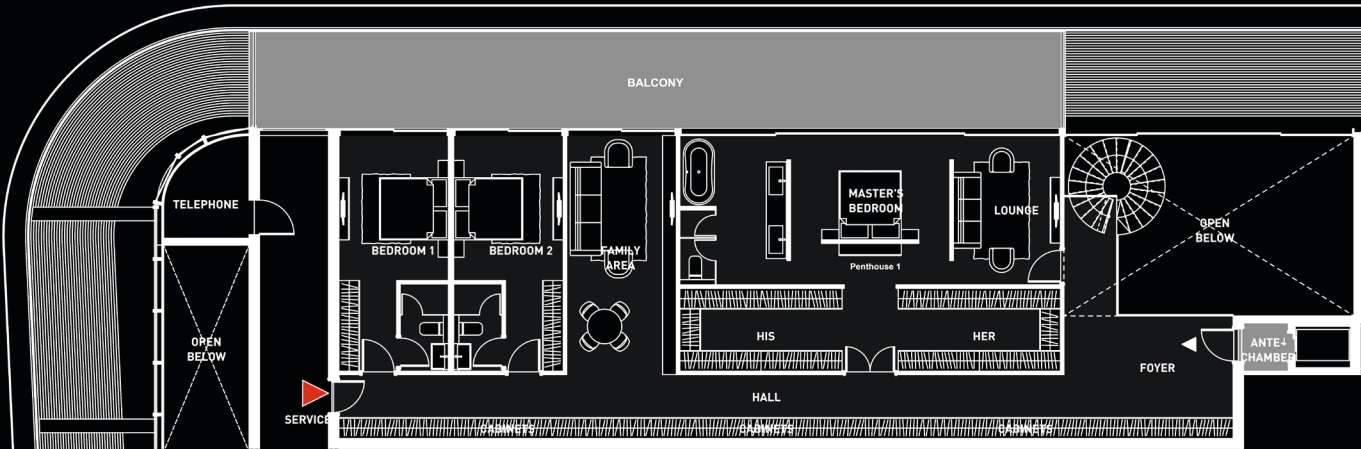 BALCONY
TELEPHONE
MASTER'S
BEDROOM
LOUNGE
BEDROOM 1
BEDROOM 2
FAMILY
AREA
Penthouse 1
OPEN
BELOW
OPEN
BELOW
HIS
HER
ANTE-
CHAMBER
FOYER
HALL
SERVICE
CABINETS
CABINETS
CABINETS